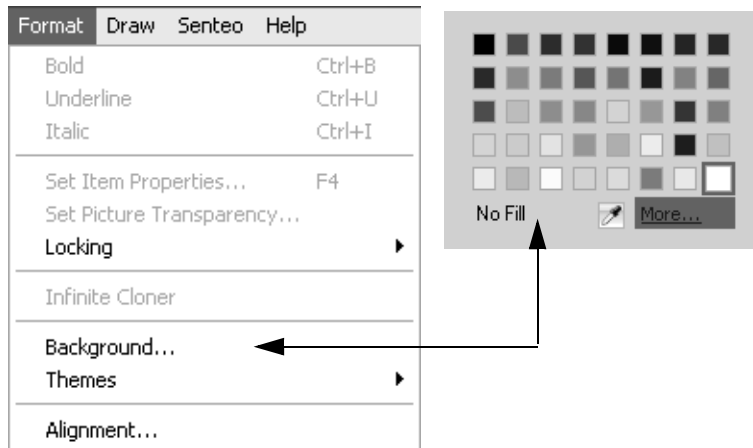 Format Draw Senteo Help
Bold Ctrl+B
Underline Ctrl+U
Italic Ctrl+I
Set Item Properties... F4
Set Picture Transparency...
Locking
Infinite Cloner
Background...
Themes
Alignment...
No Fill More...